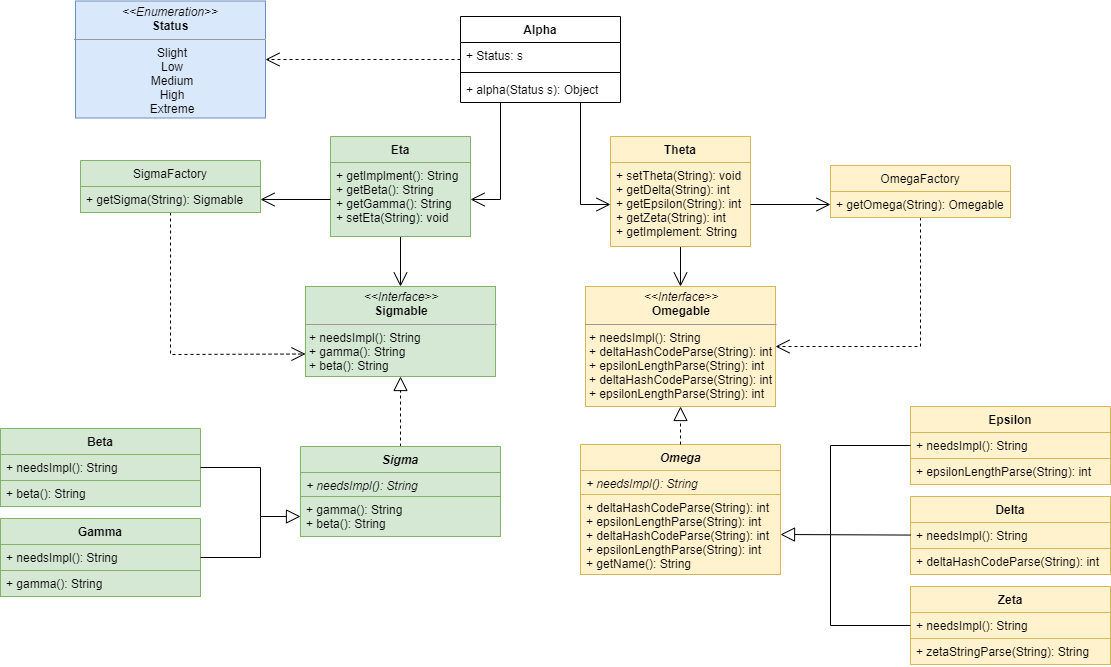 <<Enumeration>>
Status
Slight
Low
Medium
High
Extreme
Alpha
+ Status: s
+ alpha(Status s): Object
SigmaFactory
+ getSigma(String): Sigmable
Eta
+ getImplment(): String
+ getBeta(): String
+ getGamma(): String
+ setEta(String): void
Theta
+ setTheta(String): void
+ getDelta(String): int
+ getEpsilon(String): int
+ getZeta(String): int
+ getImplement: String
OmegaFactory
+ getOmega(String): Omegable
<<Interface>>
Sigmable
+ needsImpl(): String
+ gamma(): String
+ beta(): String
<<Interface>>
Omegable
+ needsImpl(): String
+ deltaHashCodeParse(String): int
+ epsilonLengthParse(String): int
+ deltaHashCodeParse(String): int
+ epsilonLengthParse(String): int
Beta
+ needsImpl(): String
+ beta(): String
Gamma
+ needsImpl(): String
+ gamma(): String
Sigma
+ needsImpl(): String
+ gamma(): String
+ beta(): String
Omega
+ needsImpl(): String
+ deltaHashCodeParse(String): int
+ epsilonLengthParse(String): int
+ deltaHashCodeParse(String): int
+ epsilonLengthParse(String): int
+ getName(): String
Epsilon
+ needsImpl(): String
+ epsilonLengthParse(String): int
Delta
+ needsImpl(): String
+ deltaHashCodeParse(String): int
Zeta
+ needsImpl(): String
+ zetaStringParse(String): String